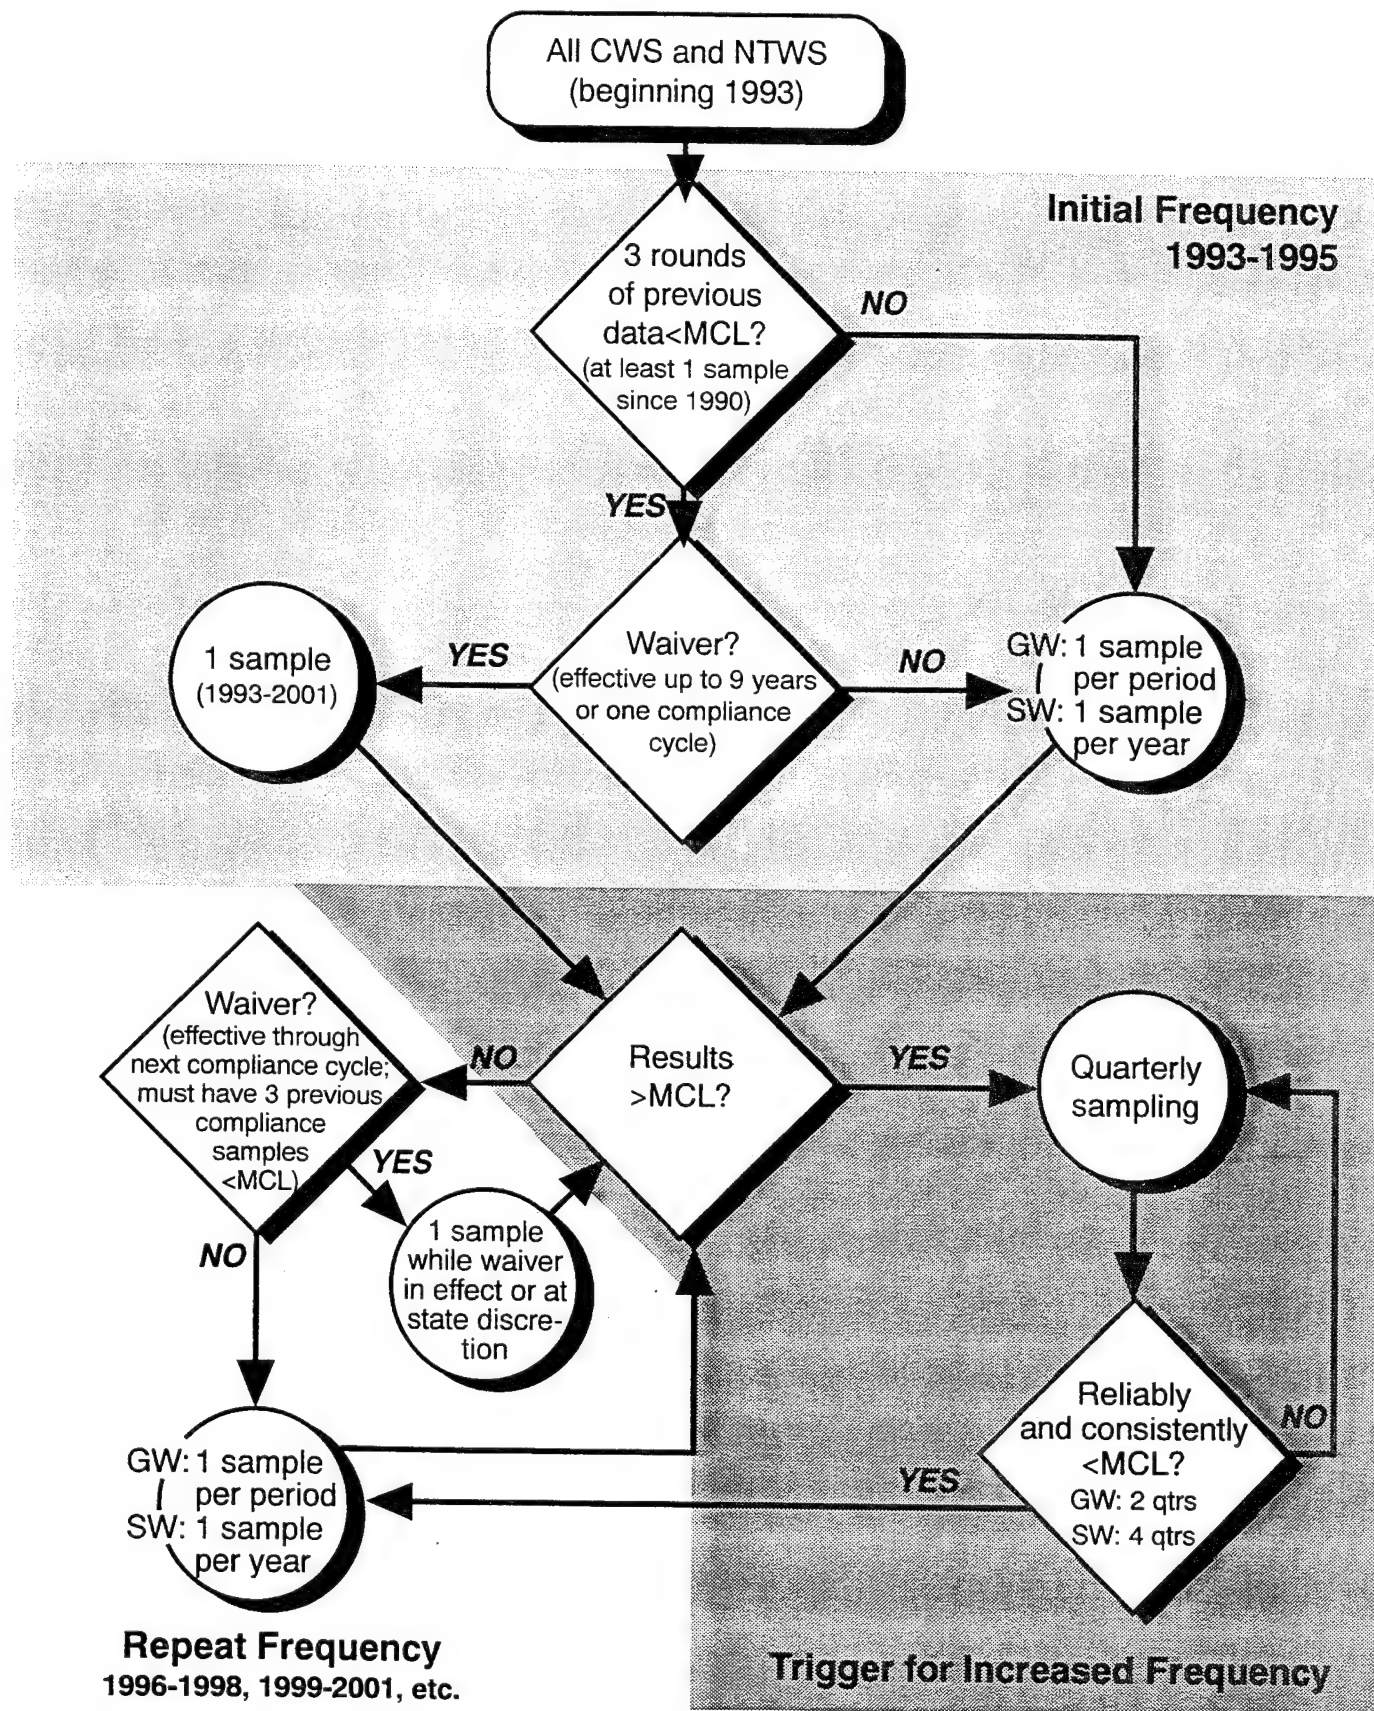 All CWS and NTWS
(beginning 1993)
Initial Frequency
1993-1995
3 rounds
of previous
data<MCL?
(at least 1 sample
since 1990)
NO
YES
Waiver?
(effective up to 9 years
or one compliance
cycle)
YES
NO
1 sample
(1993-2001)
GW: 1 sample
per period
SW: 1 sample
per year
Waiver?
(effective through
next compliance cycle;
must have 3 previous
compliance
samples
<MCL)
NO
Results
>MCL?
YES
Quarterly
sampling
YES
NO
1 sample
while waiver
in effect or at
state discre-
tion
Reliably
and consistently
<MCL?
GW: 2 qtrs
SW: 4 qtrs
NO
YES
GW: 1 sample
per period
SW: 1 sample
per year
Repeat Frequency
1996-1998, 1999-2001, etc.
Trigger for Increased Frequency